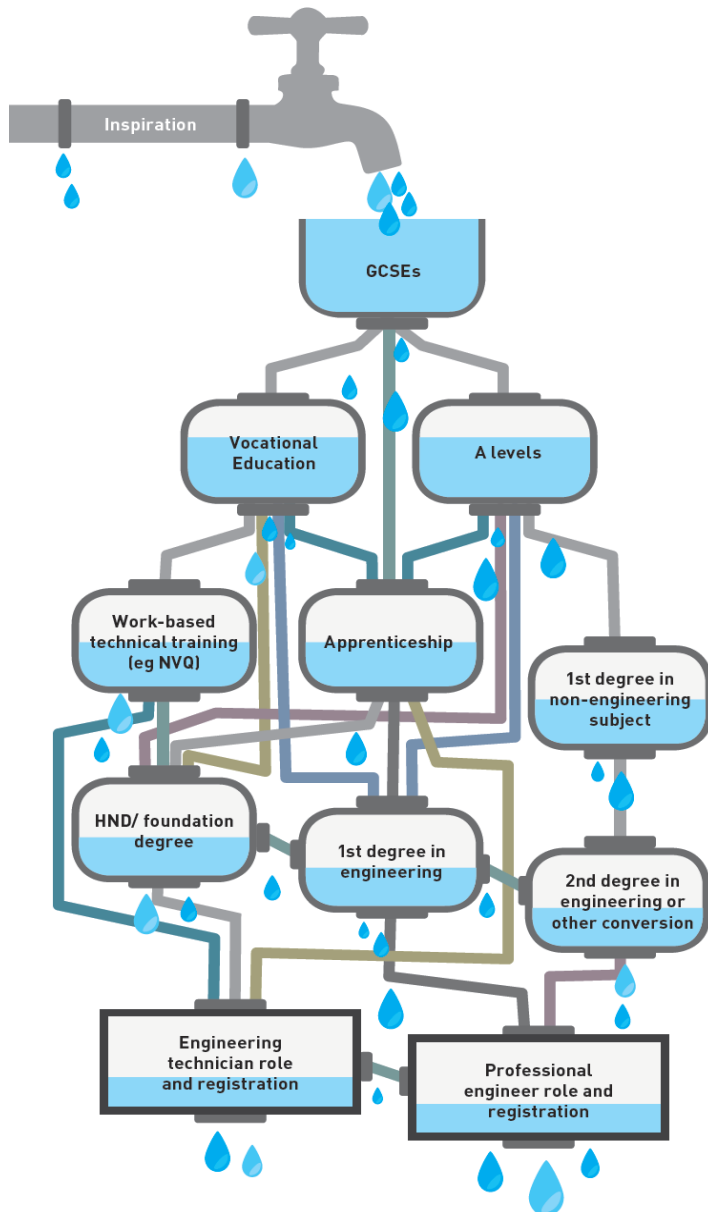 Inspiration
GCSEs
Vocational
Education
A levels
Work-based
technical training
(eg NVQ)
Apprenticeship
1st degree in
non-engineering
subject
HND/ foundation
degree
1st degree in
engineering
2nd degree in
engineering or
other conversion
Engineering
technician role
and registration
Professional
engineer role and
registration